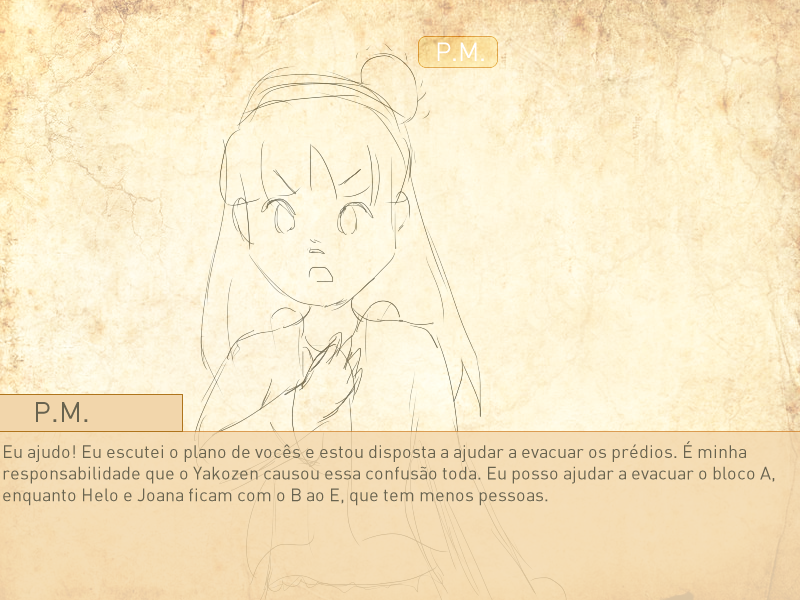 P.M.
P.M.
Eu ajudo! Eu escutei o plano de vocês e estou disposta a ajudar a evacuar os prédios. É minha
responsabilidade que o Yakozen causou essa confusão toda. Eu posso ajudar a evacuar o bloco A,
enquanto Helo e Joana ficam com o B ao E, que tem menos pessoas.